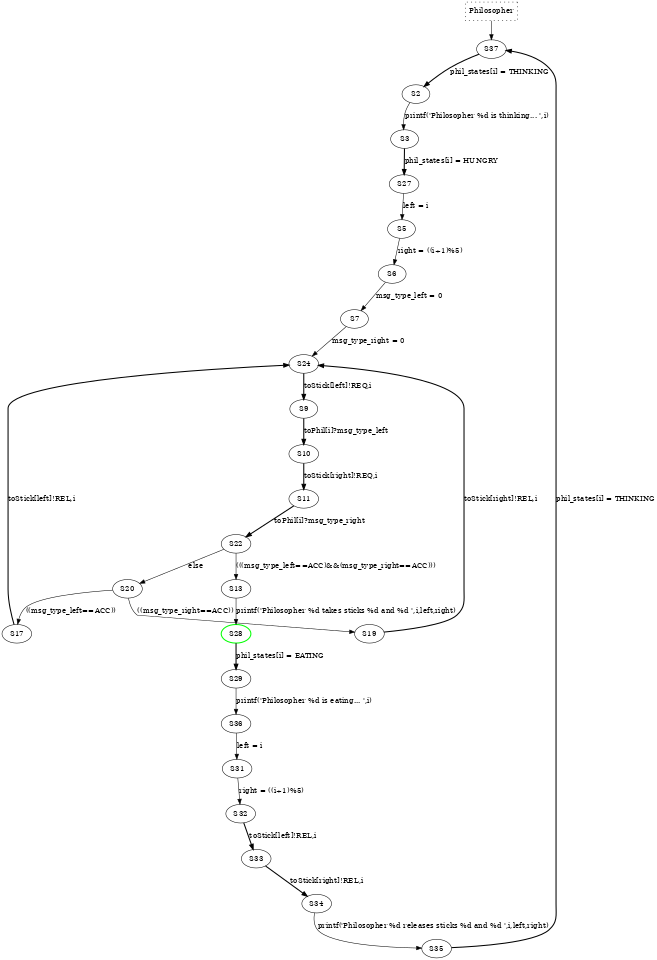 Philosopher
S37
phil_states[i] = THINKING
S2
printf('Philosopher %d is thinking... ',i)
S3
phil_states[i] = HUNGRY
S27
left = i
S5
right = ((i+1)%5)
S6
msg_type_left = 0
S7
msg_type_right = 0
S24
toStick[left]!REQ,i
S9
toPhil[i]?msg_type_left
S10
toStick[right]!REQ,i
toStick[left]!REL,i
S11
toStick[right]!REL,i
phil_states[i] = THINKING
toPhil[i]?msg_type_right
S22
else
(((msg_type_left==ACC)&&(msg_type_right==ACC)))
S20
S13
((msg_type_left==ACC))
((msg_type_right==ACC))
printf('Philosopher %d takes sticks %d and %d ',i,left,right)
S17
S28
S19
phil_states[i] = EATING
S29
printf('Philosopher %d is eating... ',i)
S36
left = i
S31
right = ((i+1)%5)
S32
toStick[left]!REL,i
S33
toStick[right]!REL,i
S34
printf('Philosopher %d releases sticks %d and %d ',i,left,right)
S35